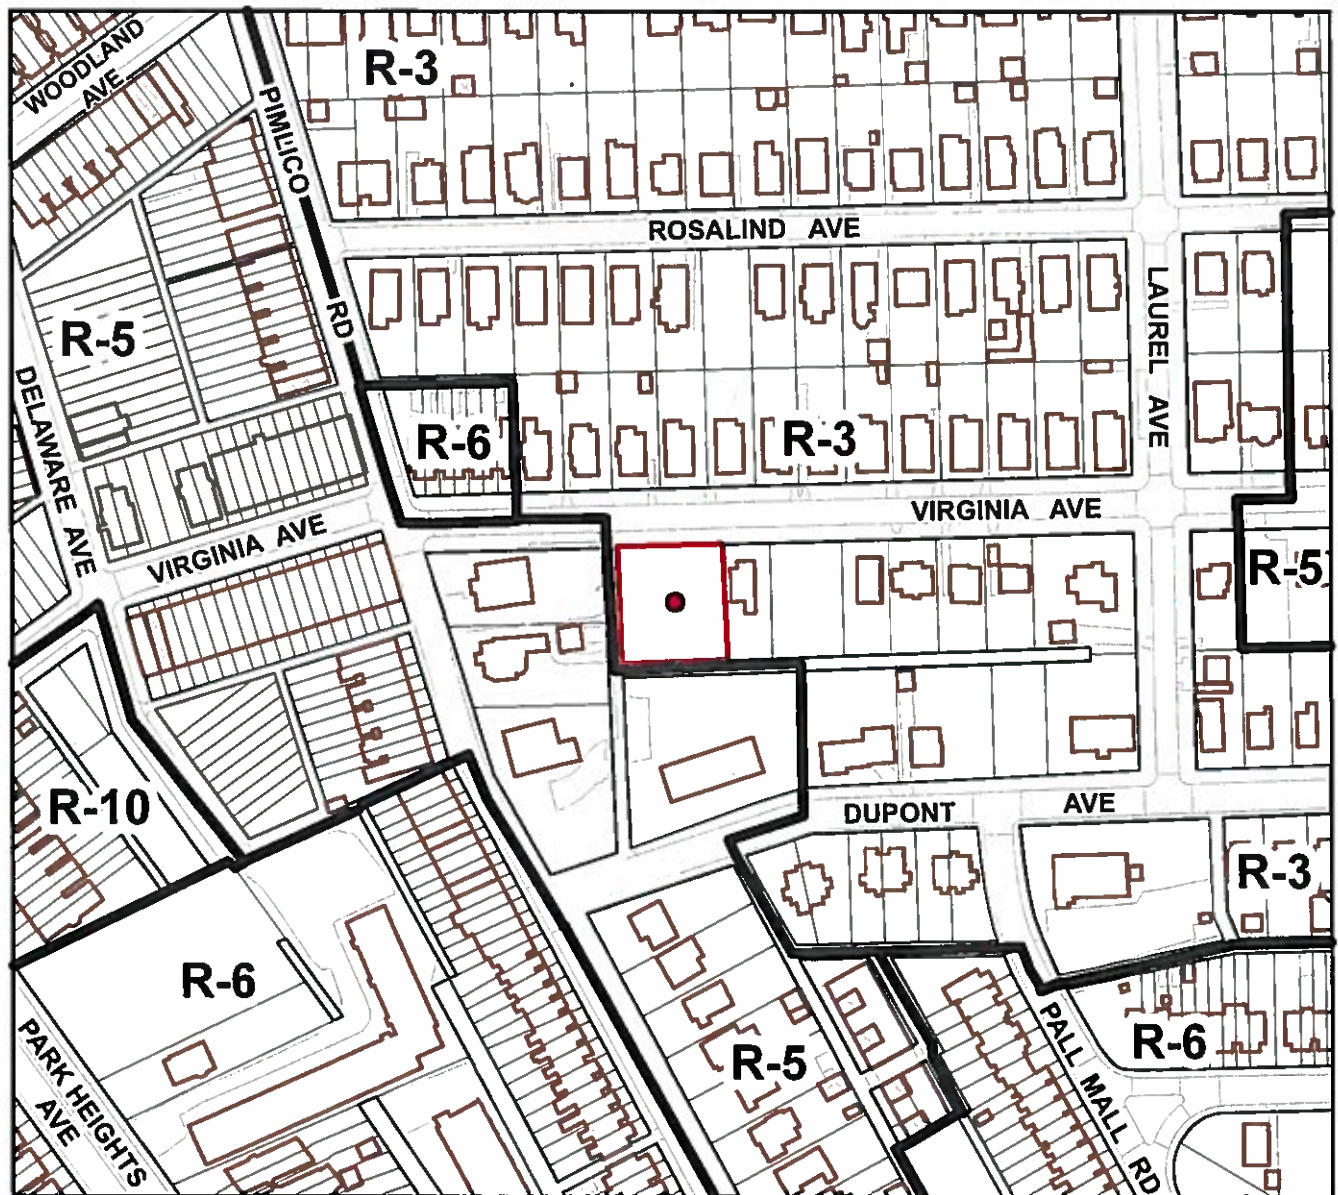 WOODLAND
AVE
R-3
PIMLICO
RD
ROSALIND AVE
R-5
LAUREL AVE
DELAWARE AVE
R-6
R-3
VIRGINIA AVE
VIRGINIA AVE
R-5
R-10
DUPONT
AVE
R-3
R-6
PARK HEIGHTS
AVE
R-5
PALL MALL
RD
R-6